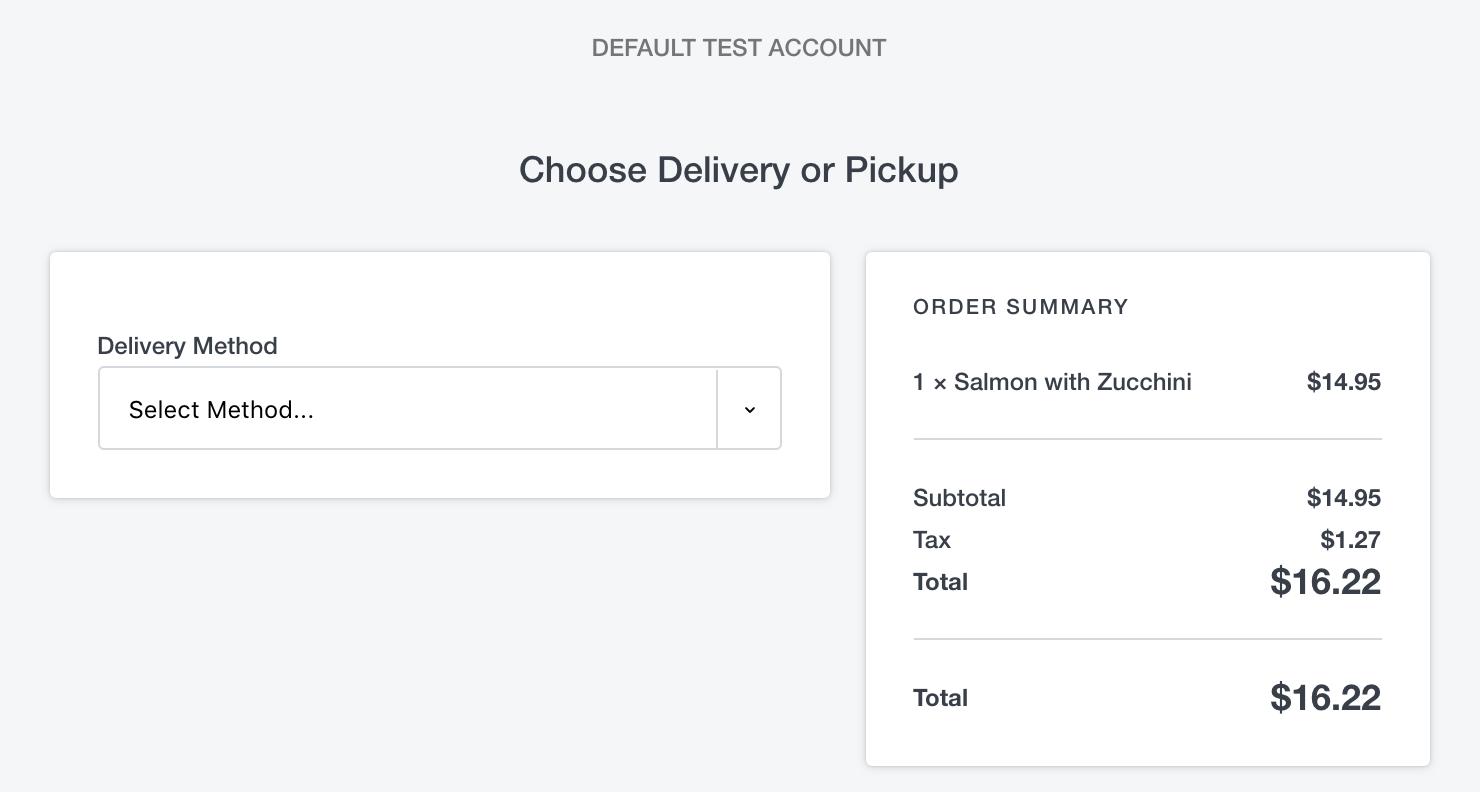 DEFAULT TEST ACCOUNT
Choose Delivery or Pickup
Delivery Method
Select Method...
ORDER SUMMARY
1 × Salmon with Zucchini $14.95
Subtotal $14.95
Tax $1.27
Total $16.22
Total $16.22